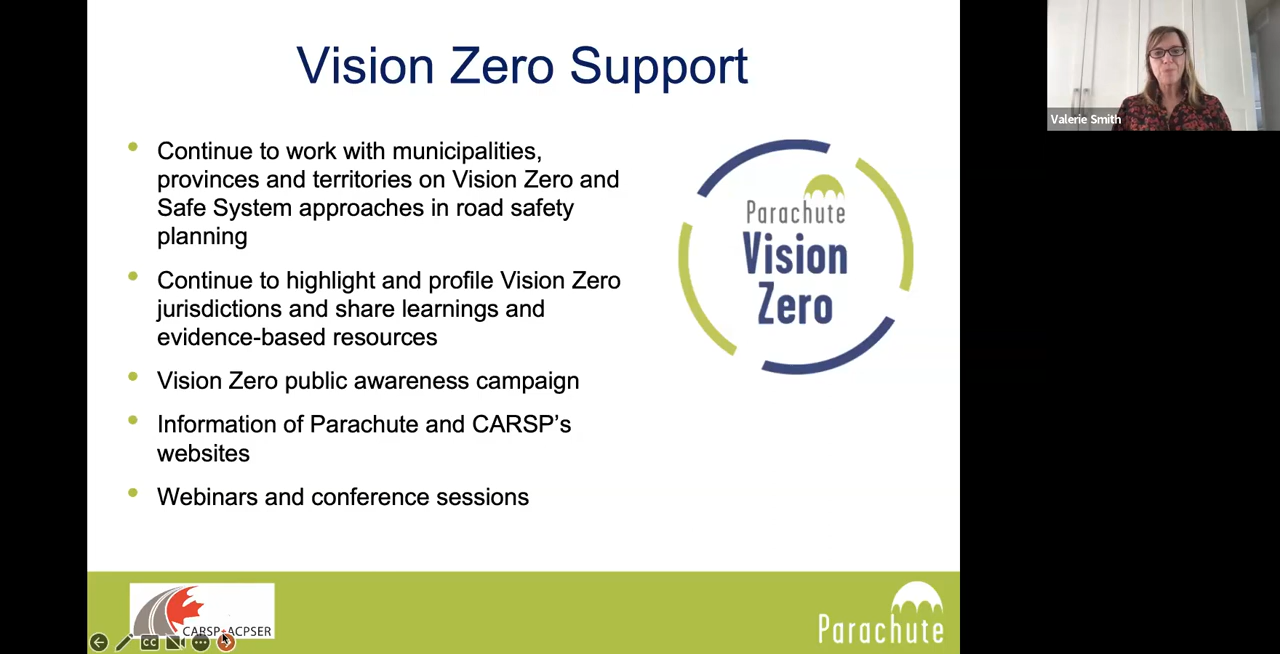 Vision Zero Support
Continue to work with municipalities,
provinces and territories on Vision Zero and
Safe System approaches in road safety
planning
Continue to highlight and profile Vision Zero
jurisdictions and share learnings and
evidence-based resources
Vision Zero public awareness campaign
Information of Parachute and CARSP’s
websites
Webinars and conference sessions
Parachute
Vision
Zero
CARSP+ACPSER
CC
Parachute
Valerie Smith